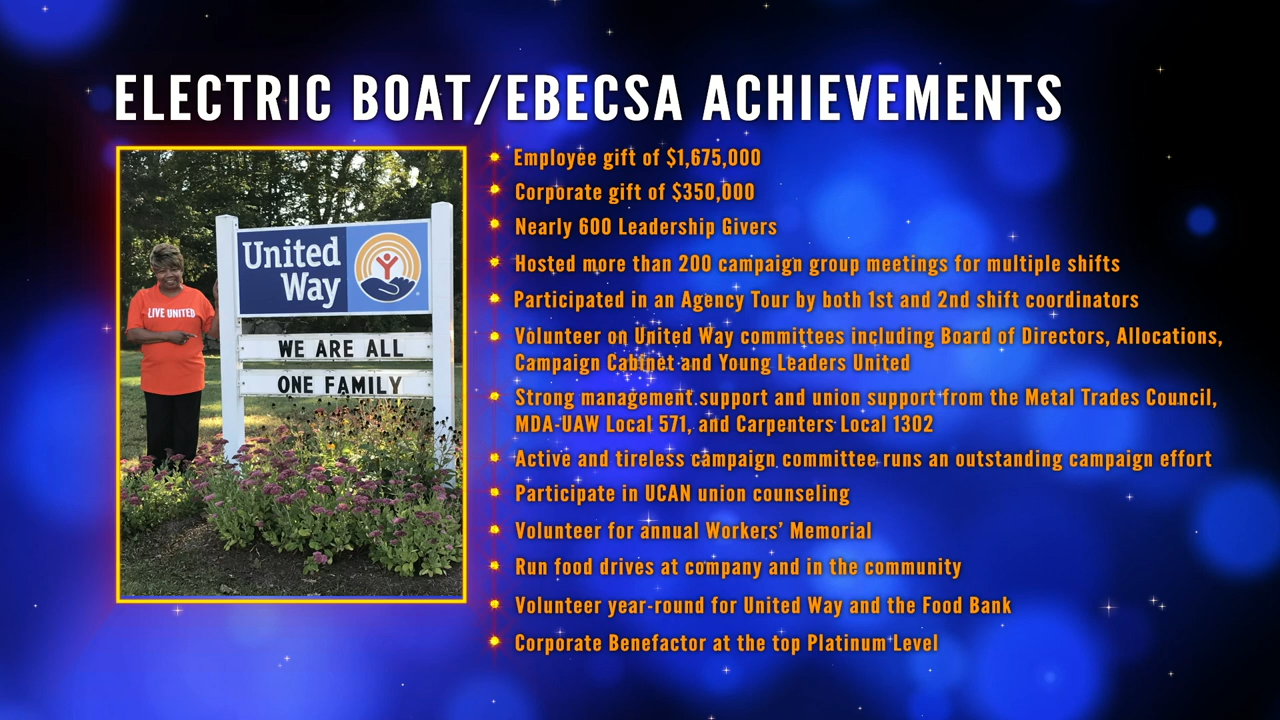 ELECTRIC BOAT/EBECSA ACHIEVEMENTS
United
Way
LIVE UNITED
WE ARE ALL
ONE FAMILY
Employee gift of $1,675,000
Corporate gift of $350,000
Nearly 600 Leadership Givers
Hosted more than 200 campaign group meetings for multiple shifts
Participated in an Agency Tour by both 1st and 2nd shift coordinators
Volunteer on United Way committees including Board of Directors, Allocations,
Campaign Cabinet and Young Leaders United
Strong management support and union support from the Metal Trades Council,
MDA-UAW Local 571, and Carpenters Local 1302
Active and tireless campaign committee runs an outstanding campaign effort
Participate in UCAN union counseling
Volunteer for annual Workers' Memorial
Run food drives at company and in the community
Volunteer year-round for United Way and the Food Bank
Corporate Benefactor at the top Platinum Level